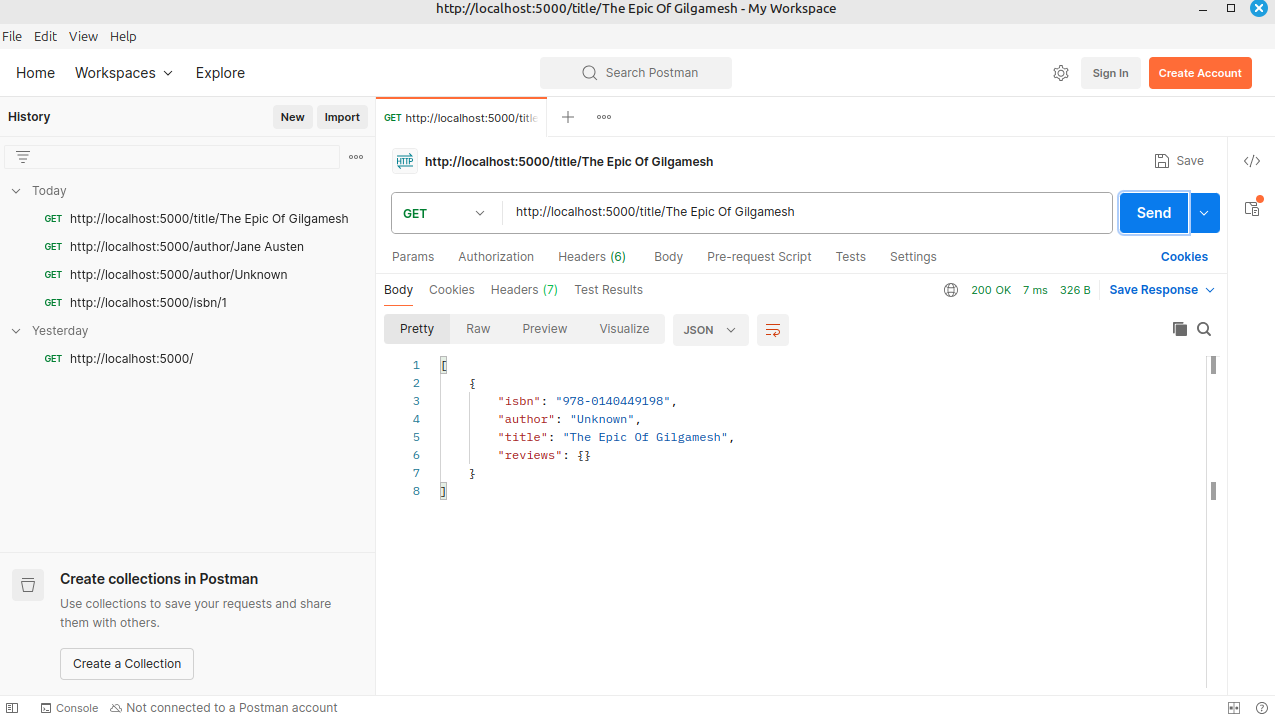 http://localhost:5000/title/The Epic Of Gilgamesh - My Workspace
File Edit View Help
Home Workspaces Explore Search Postman Sign In Create Account
History New Import
GET http://localhost:5000/title
Today
GET http://localhost:5000/title/The Epic Of Gilgamesh
GET http://localhost:5000/author/Jane Austen
GET http://localhost:5000/author/Unknown
GET http://localhost:5000/isbn/1
Yesterday
GET http://localhost:5000/
Create collections in Postman
Use collections to save your requests and share
them with others.
Create a Collection
HTTP http://localhost:5000/title/The Epic Of Gilgamesh Save
GET http://localhost:5000/title/The Epic Of Gilgamesh Send
Params Authorization Headers (6) Body Pre-request Script Tests Settings Cookies
Body Cookies Headers (7) Test Results 200 OK 7 ms 326 B Save Response
Pretty Raw Preview Visualize JSON
1 [
2 {
3 "isbn": "978-0140449198",
4 "author": "Unknown",
5 "title": "The Epic Of Gilgamesh",
6 "reviews": {}
7 }
8 ]
Console Not connected to a Postman account